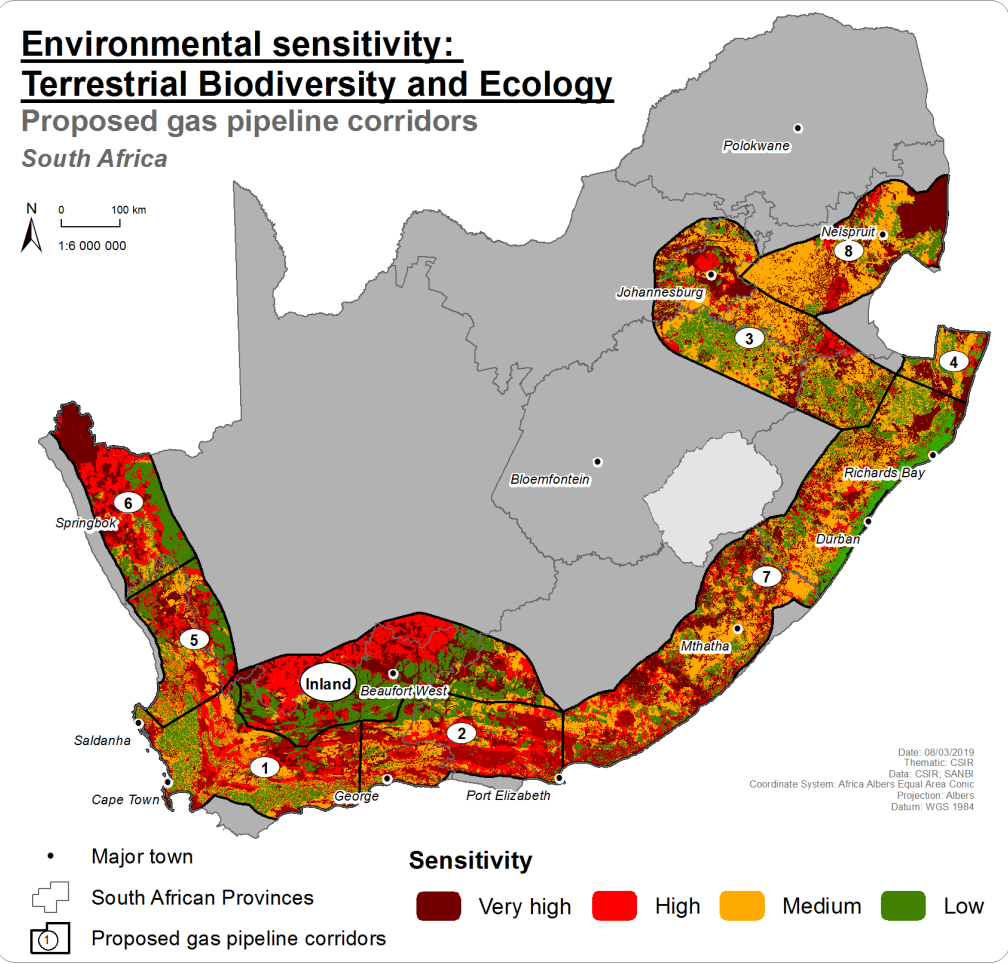 Environmental sensitivity:
Terrestrial Biodiversity and Ecology
Proposed gas pipeline corridors
South Africa
N
0 100 km
1:6 000 000
Polokwane
Nelspruit
8
Johannesburg
3
4
Bloemfontein
Richards Bay
6
Springbok
Durban
7
5
Mthatha
Inland
Beaufort West
2
Saldanha
1
Cape Town
George
Port Elizabeth
Date: 08/03/2019
Thematic: CSIR
Data: CSIR; SANBI
Coordinate System: Africa Albers Equal Area Conic
Projection: Albers
Datum: WGS 1984
Major town
South African Provinces
1
Proposed gas pipeline corridors
Sensitivity
Very high
High
Medium
Low